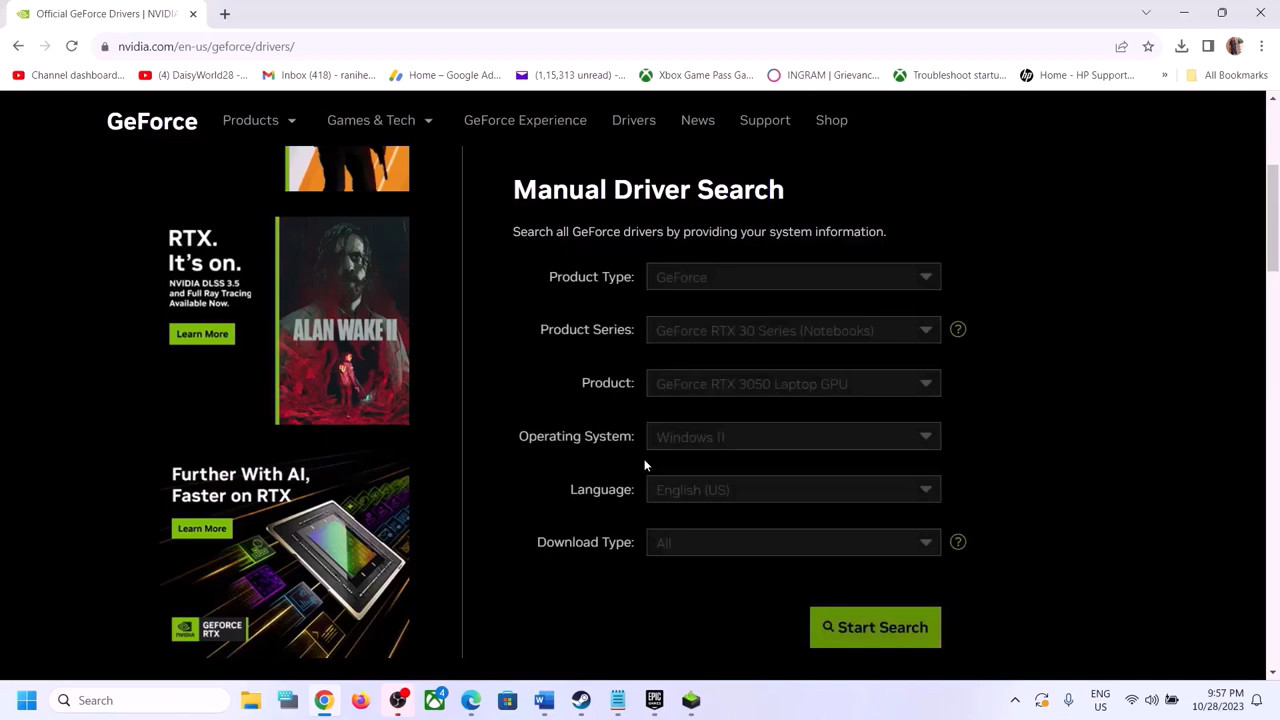 Official GeForce Drivers | NVIDIA
nvidia.com/en-us/geforce/drivers/
Channel dashboard...
(4) DaisyWorld28 -...
Inbox (418) - ranihe...
Home – Google Ad...
(1,15,313 unread) -...
Xbox Game Pass Ga...
INGRAM | Grievanc...
Troubleshoot startu...
Home - HP Support...
»
All Bookmarks
GeForce
Products
Games & Tech
GeForce Experience
Drivers
News
Support
Shop
RTX.
It's on.
NVIDIA DLSS 3.5
and Full Ray Tracing
Available Now.
Learn More
ALAN WAKE II
Further With AI,
Faster on RTX
Learn More
NVIDIA
GEFORCE
RTX
Manual Driver Search
Search all GeForce drivers by providing your system information.
Product Type: GeForce
Product Series: GeForce RTX 30 Series (Notebooks) ?
Product: GeForce RTX 3050 Laptop GPU
Operating System: Windows 11
Language: English (US)
Download Type: All ?
Start Search
Search
4
ENG
US
9:57 PM
10/28/2023